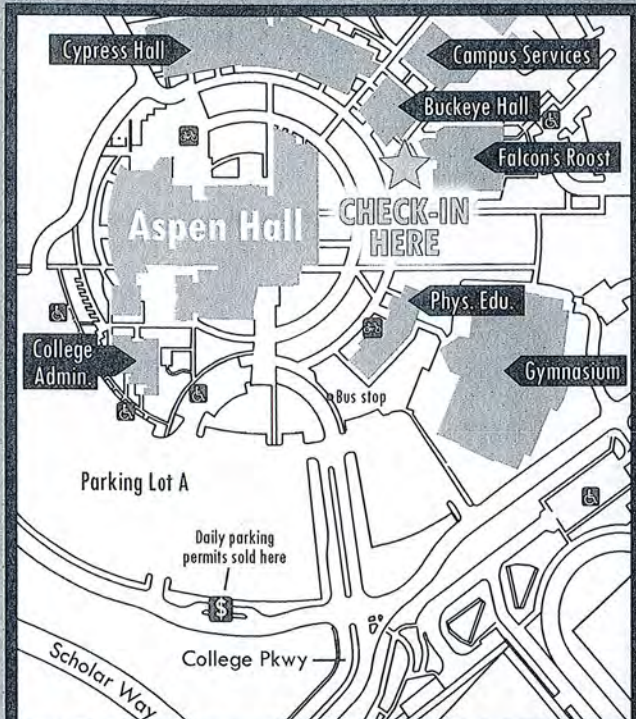 Cypress Hall
Campus Services
Buckeye Hall
Falcon's Roost
Aspen Hall
CHECK-IN
HERE
Phys. Edu.
College
Admin.
Gymnasium
Bus stop
Parking Lot A
Daily parking
permits sold here
$
College Pkwy
Scholar Way